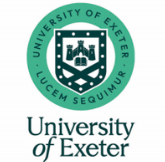 UNIVERSITY OF EXETER
LUCEM SEQUIMUR
University
of Exeter